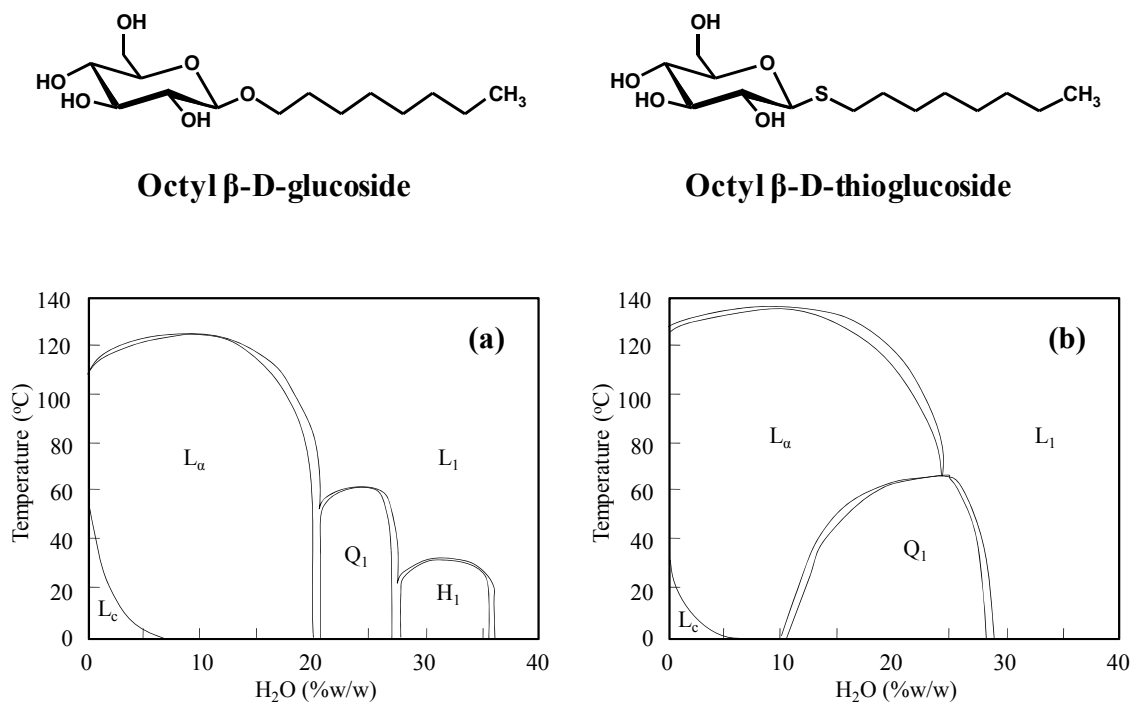 OH
O
HO
HO
O
OH
CH₃
OH
O
HO
HO
S
OH
CH₃
Octyl β-D-glucoside
Octyl β-D-thioglucoside
(a)
140
120
100
80
60
40
20
0
Temperature (°C)
Lα
L₁
Q₁
H₁
Lc
0 10 20 30 40
H₂O (%w/w)
(b)
140
120
100
80
60
40
20
0
Temperature (°C)
Lα
L₁
Q₁
Lc
0 10 20 30 40
H₂O (%w/w)